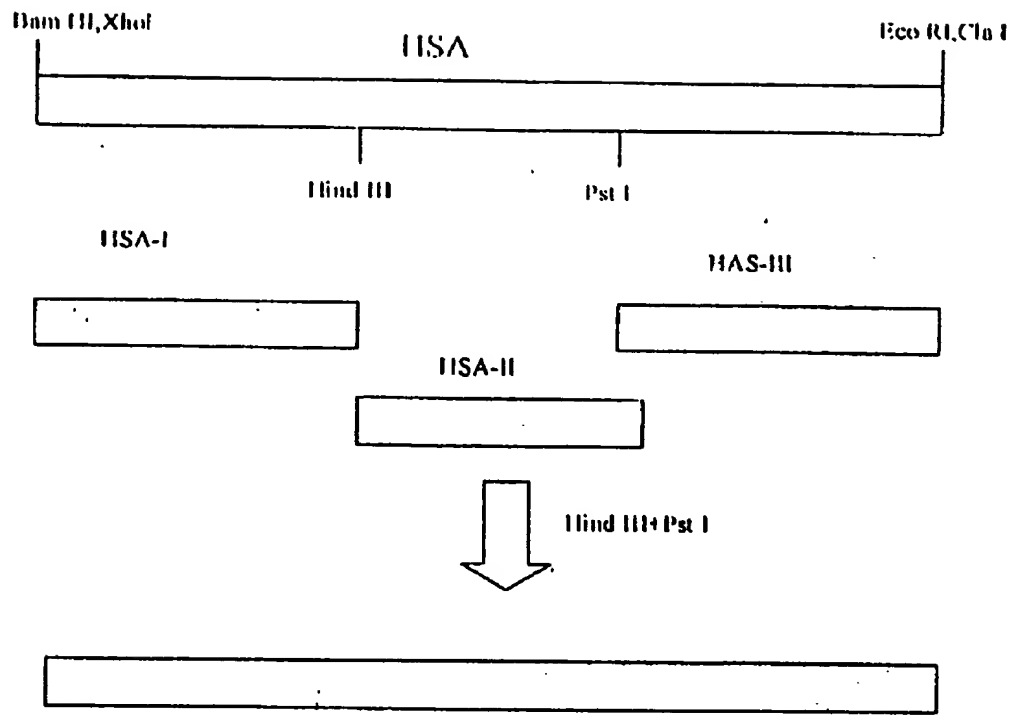 Bam HI,XhoI
Eco RI,Cla I
HSA
Hind III
Pst I
HSA-I
HAS-III
HSA-II
Hind III+Pst I